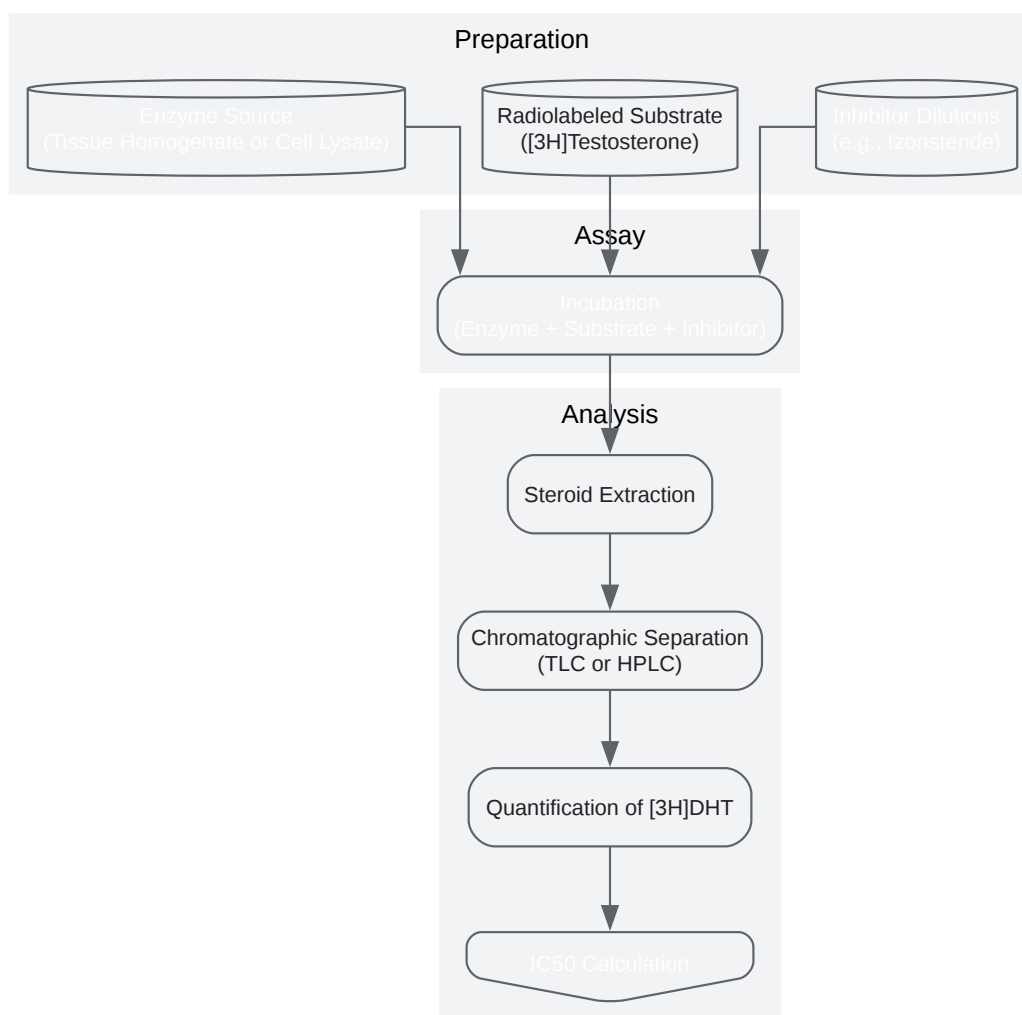 Preparation
Enzyme Source
(Tissue Homogenate or Cell Lysate)
Radiolabeled Substrate
([3H]Testosterone)
Inhibitor Dilutions
(e.g., Izonsteride)
Assay
Incubation
(Enzyme + Substrate + Inhibitor)
Analysis
Steroid Extraction
Chromatographic Separation
(TLC or HPLC)
Quantification of [3H]DHT
IC50 Calculation